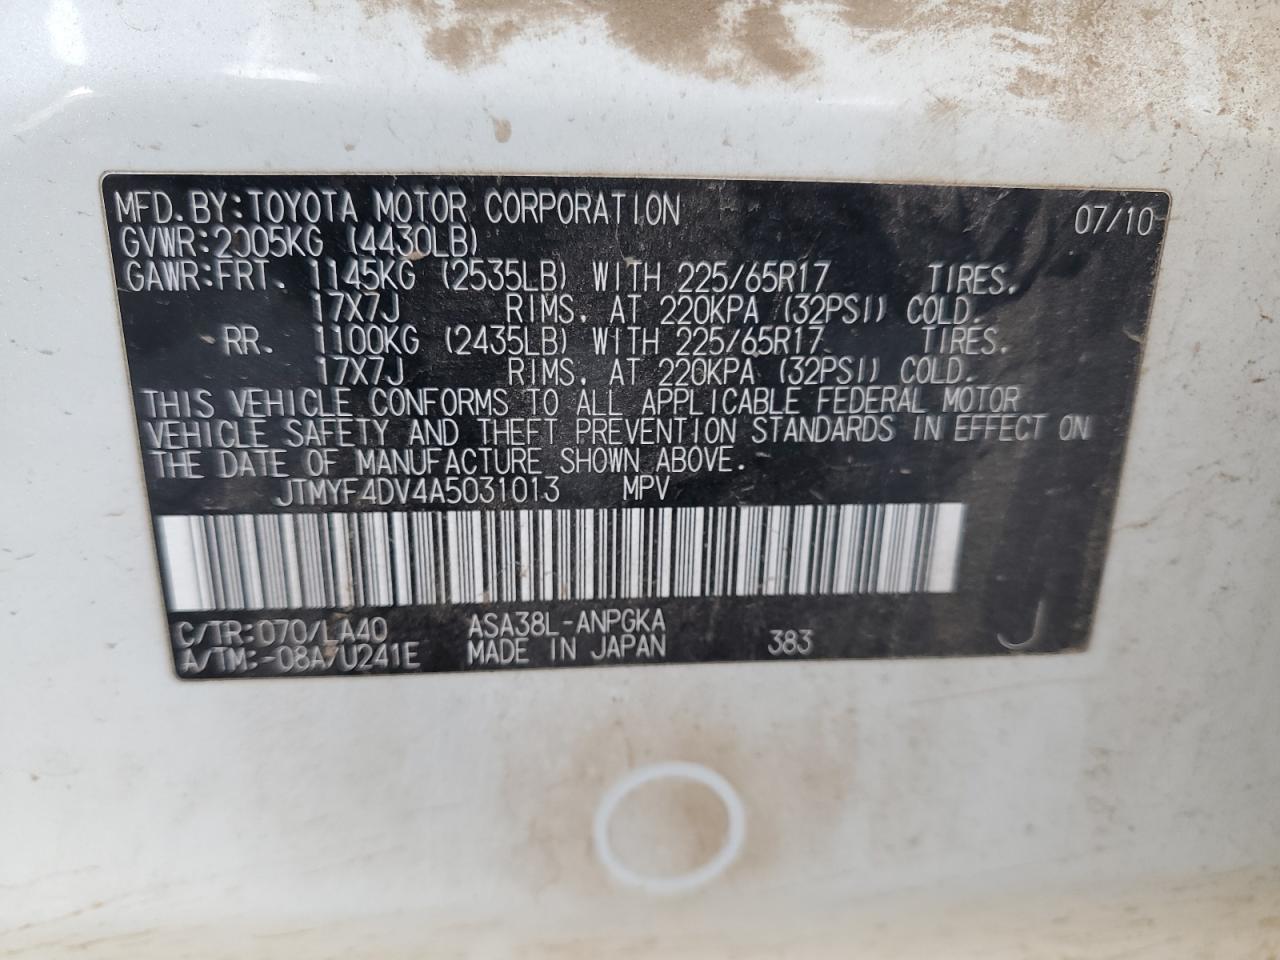 MFD.BY:TOYOTA MOTOR CORPORATION 07/10
GVWR:2005KG (4430LB)
GAWR:FRT. 1145KG (2535LB) WITH 225/65R17 TIRES.
17X7J RIMS, AT 220KPA (32PSI) COLD.
RR. 1100KG (2435LB) WITH 225/65R17 TIRES.
17X7J RIMS, AT 220KPA (32PSI) COLD.
THIS VEHICLE CONFORMS TO ALL APPLICABLE FEDERAL MOTOR
VEHICLE SAFETY AND THEFT PREVENTION STANDARDS IN EFFECT ON
THE DATE OF MANUFACTURE SHOWN ABOVE.
JTMYF4DV4A5031013 MPV
C/TR:070/LA40 ASA38L-ANPGKA
A/TM:-08A/U241E MADE IN JAPAN 383 J